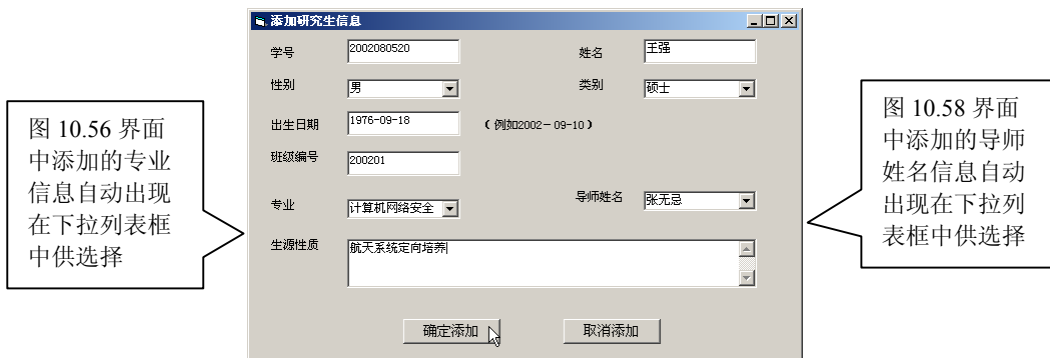 添加研究生信息
学号 2002080520 姓名 王强
性别 男 类别 硕士
出生日期 1976-09-18 （例如2002－09-10）
班级编号 200201
专业 计算机网络安全 导师姓名 张无忌
生源性质 航天系统定向培养
确定添加 取消添加
图 10.56 界面
中添加的专业
信息自动出现
在下拉列表框
中供选择
图 10.58 界面
中添加的导师
姓名信息自动
出现在下拉列
表框中供选择